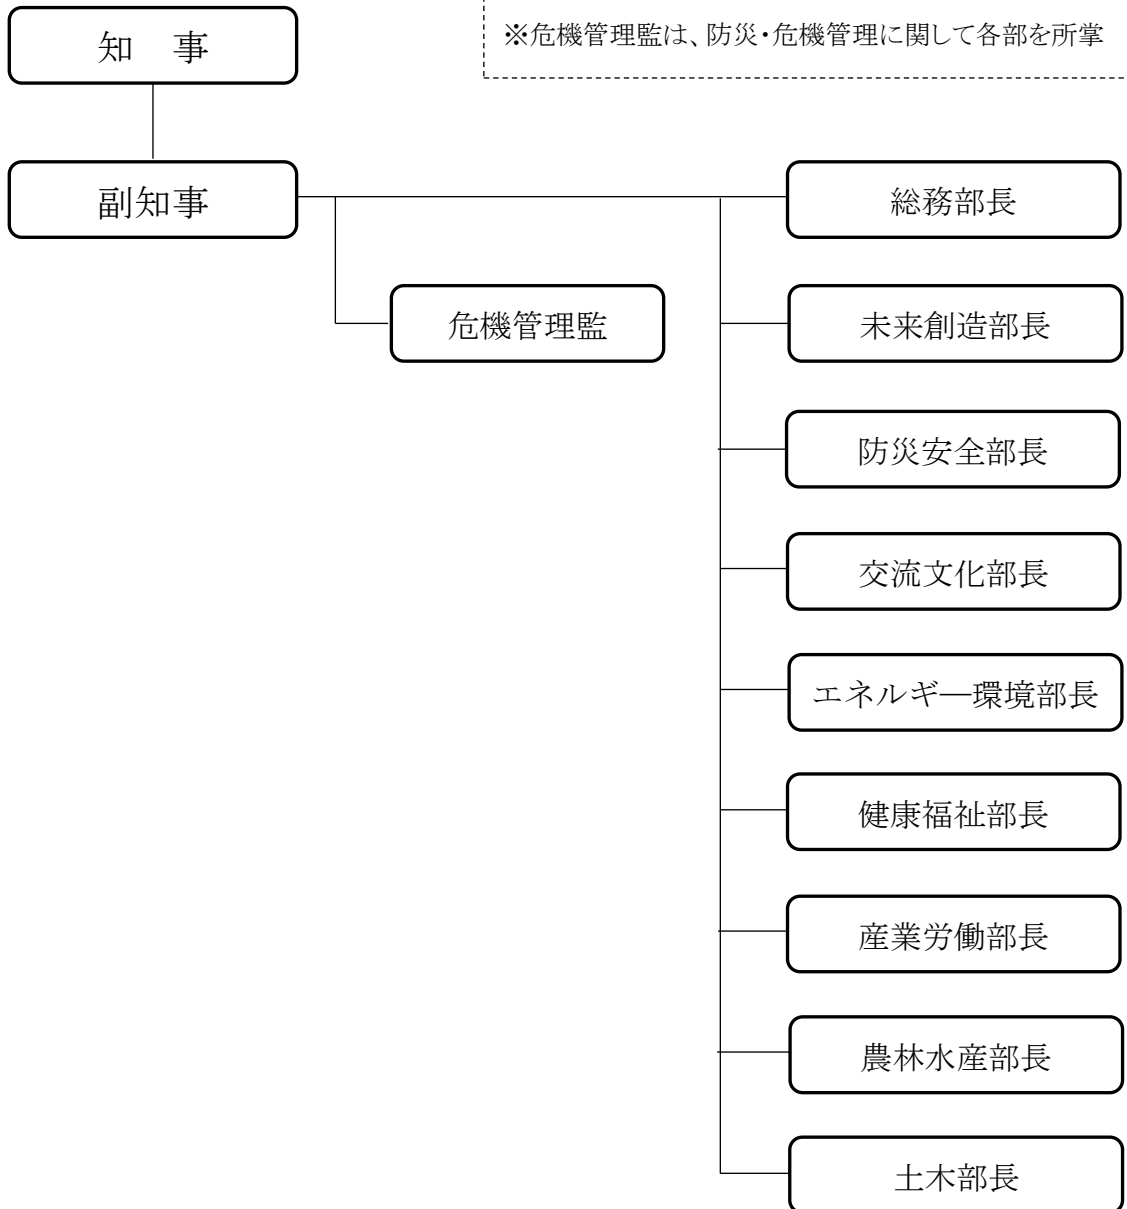 知　事
※危機管理監は、防災・危機管理に関して各部を所掌
副知事
総務部長
危機管理監
未来創造部長
防災安全部長
交流文化部長
エネルギ―環境部長
健康福祉部長
産業労働部長
農林水産部長
土木部長